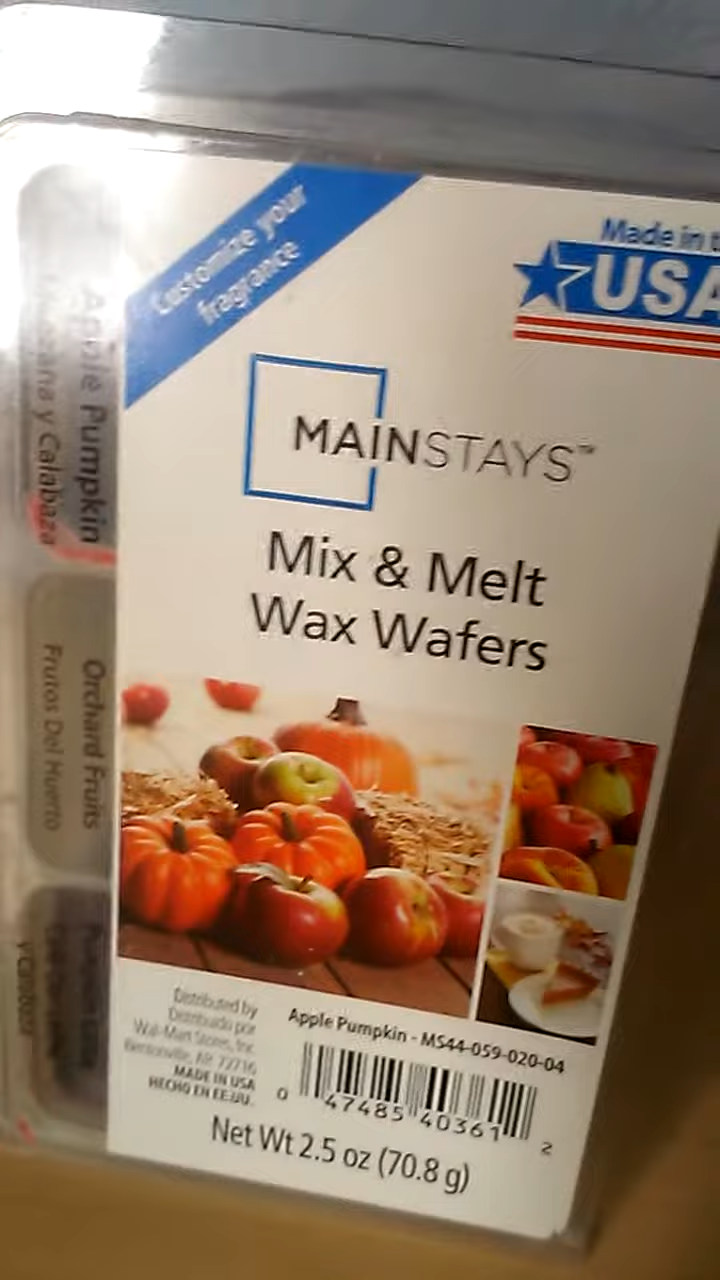 Customize your
fragrance
Made in t
USA
MAINSTAYS™
Mix & Melt
Wax Wafers
Apple Pumpkin
Manzana y Calabaza
Orchard Fruits
Frutos Del Huerto
y Calabaza
Distributed by
Distribuido por
Wal-Mart Stores, Inc.
Bentonville, AR 72716
MADE IN USA
HECHO EN EE.UU.
Apple Pumpkin - MS44-059-020-04
0 47485 40361 2
Net Wt 2.5 oz (70.8 g)